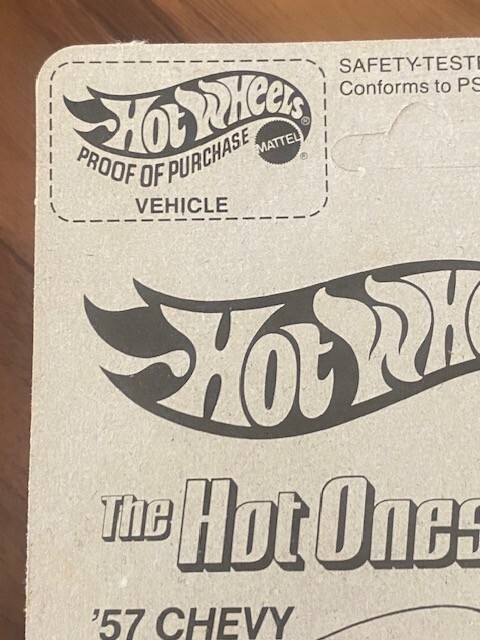 Hot Wheels®
PROOF OF PURCHASE
MATTEL®
VEHICLE
SAFETY-TESTE
Conforms to PS
Hot Wh
The Hot Ones
'57 CHEVY